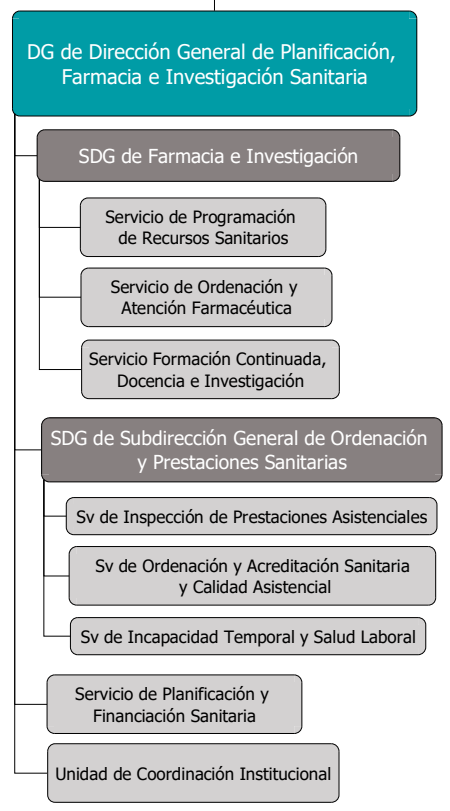 DG de Dirección General de Planificación,
Farmacia e Investigación Sanitaria
SDG de Farmacia e Investigación
Servicio de Programación
de Recursos Sanitarios
Servicio de Ordenación y
Atención Farmacéutica
Servicio Formación Continuada,
Docencia e Investigación
SDG de Subdirección General de Ordenación
y Prestaciones Sanitarias
Sv de Inspección de Prestaciones Asistenciales
Sv de Ordenación y Acreditación Sanitaria
y Calidad Asistencial
Sv de Incapacidad Temporal y Salud Laboral
Servicio de Planificación y
Financiación Sanitaria
Unidad de Coordinación Institucional